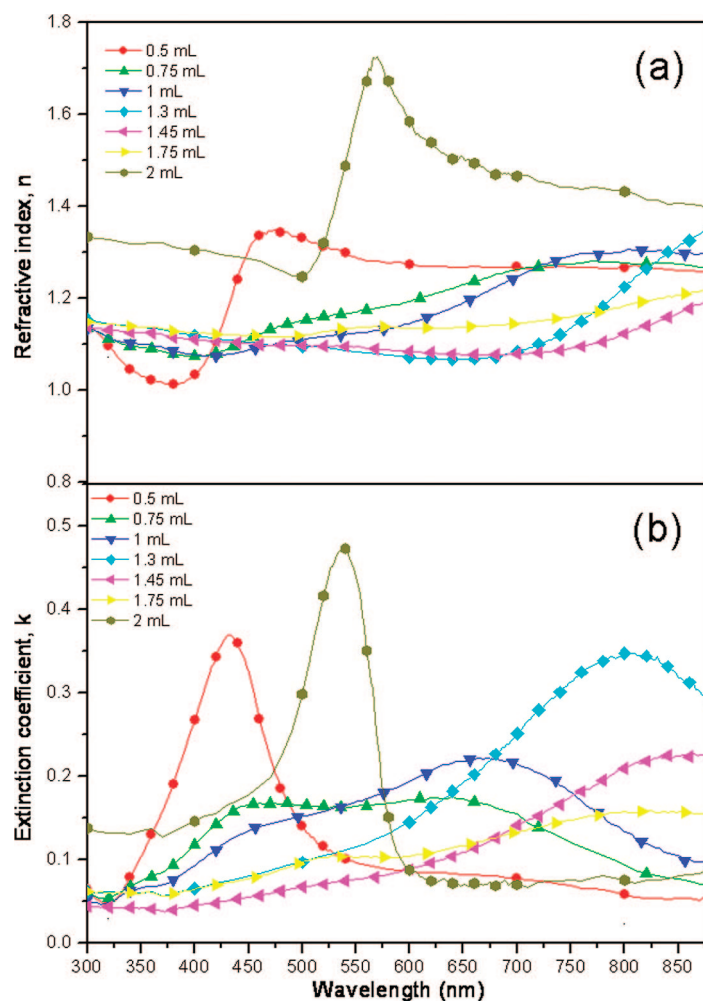 1.8
1.6
1.4
1.2
1.0
0.8
Refractive index, n
0.5 mL
0.75 mL
1 mL
1.3 mL
1.45 mL
1.75 mL
2 mL
(a)
0.5
0.4
0.3
0.2
0.1
0.0
Extinction coefficient, k
0.5 mL
0.75 mL
1 mL
1.3 mL
1.45 mL
1.75 mL
2 mL
(b)
300 350 400 450 500 550 600 650 700 750 800 850
Wavelength (nm)